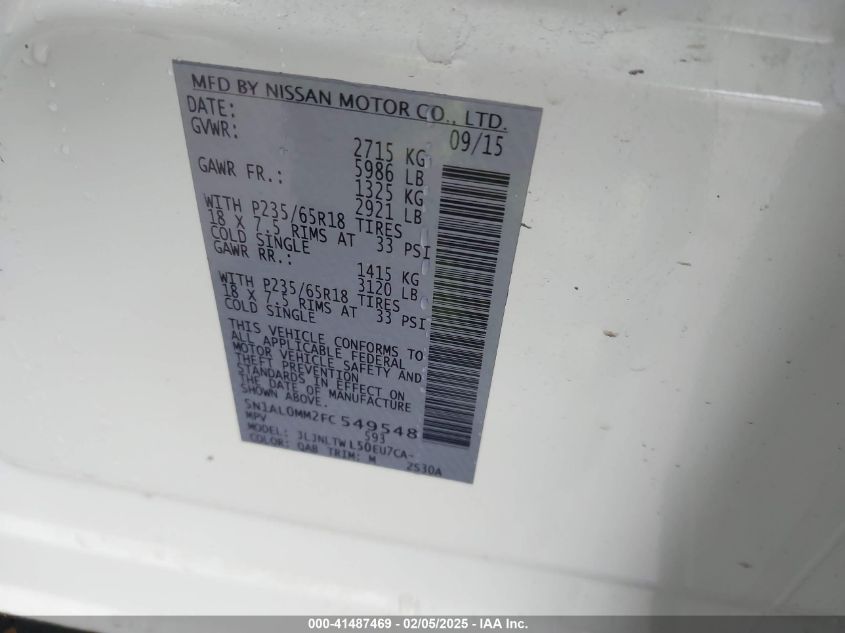 MFD BY NISSAN MOTOR CO., LTD.
DATE: 09/15
GVWR: 2715 KG
5986 LB
GAWR FR.: 1325 KG
2921 LB
WITH P235/65R18 TIRES
18 X 7.5 RIMS AT 33 PSI
COLD SINGLE
GAWR RR.: 1415 KG
3120 LB
WITH P235/65R18 TIRES
18 X 7.5 RIMS AT 33 PSI
COLD SINGLE
THIS VEHICLE CONFORMS TO
ALL APPLICABLE FEDERAL
MOTOR VEHICLE SAFETY AND
THEFT PREVENTION
STANDARDS IN EFFECT ON
THE DATE OF MANUFACTURE
SHOWN ABOVE.
5N1AL0MM2FC549548
MPV 593
MODEL: JLJNLTWL50EU7CA-
COLOR: QAB TRIM: M 2S30A
000-41487469 - 02/05/2025 - IAA Inc.